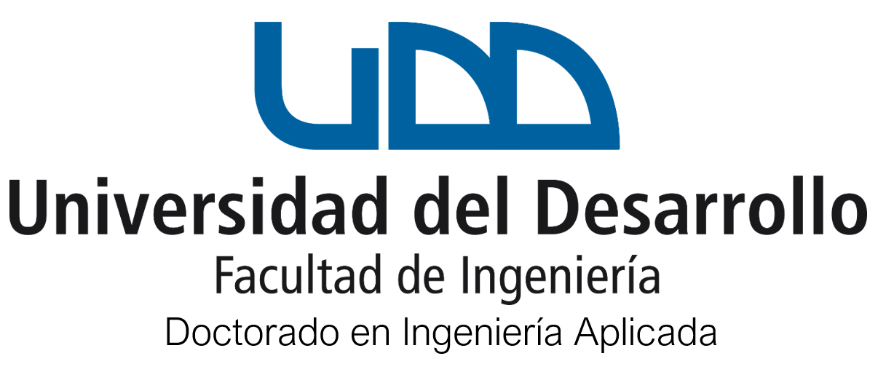 UDD
Universidad del Desarrollo
Facultad de Ingeniería
Doctorado en Ingeniería Aplicada